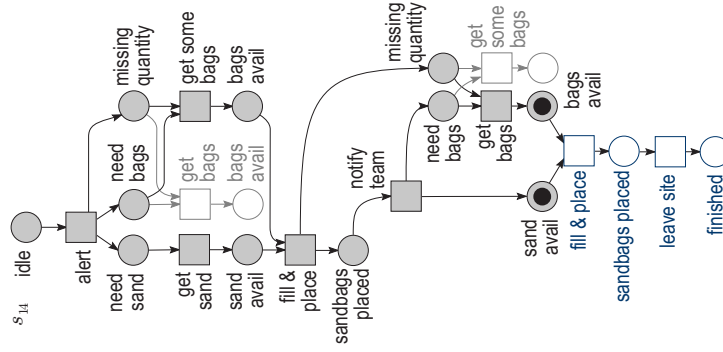 s14
idle
alert
missing
quantity
need
bags
need
sand
get some
bags
get
bags
get
sand
bags
avail
bags
avail
sand
avail
fill &
place
sandbags
placed
notify
team
missing
quantity
need
bags
get
some
bags
get
bags
bags
avail
sand
avail
fill & place
sandbags placed
leave site
finished